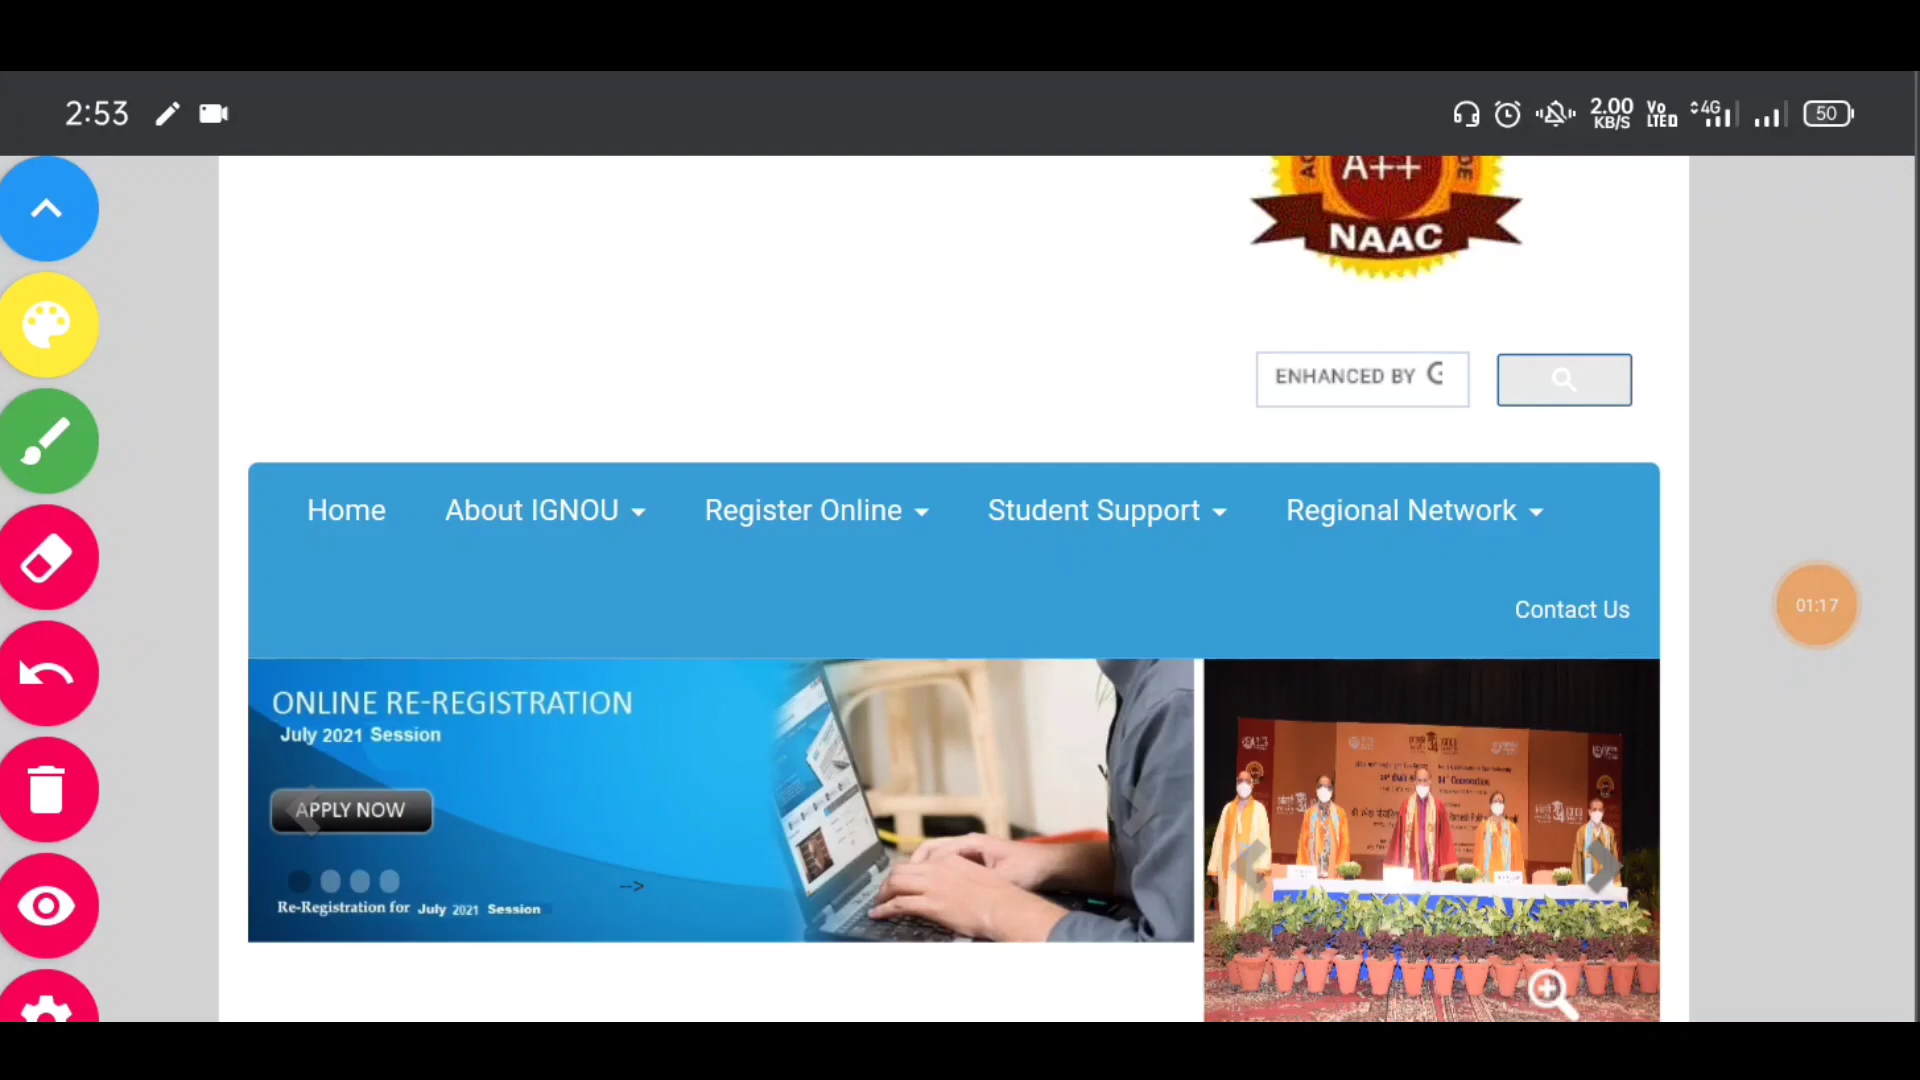 2:53
2.00
KB/S
Vo
LTE
4G
50
A++
NAAC
ENHANCED BY G
Home
About IGNOU
Register Online
Student Support
Regional Network
Contact Us
01:17
ONLINE RE-REGISTRATION
July 2021 Session
APPLY NOW
-->
Re-Registration for July 2021 Session